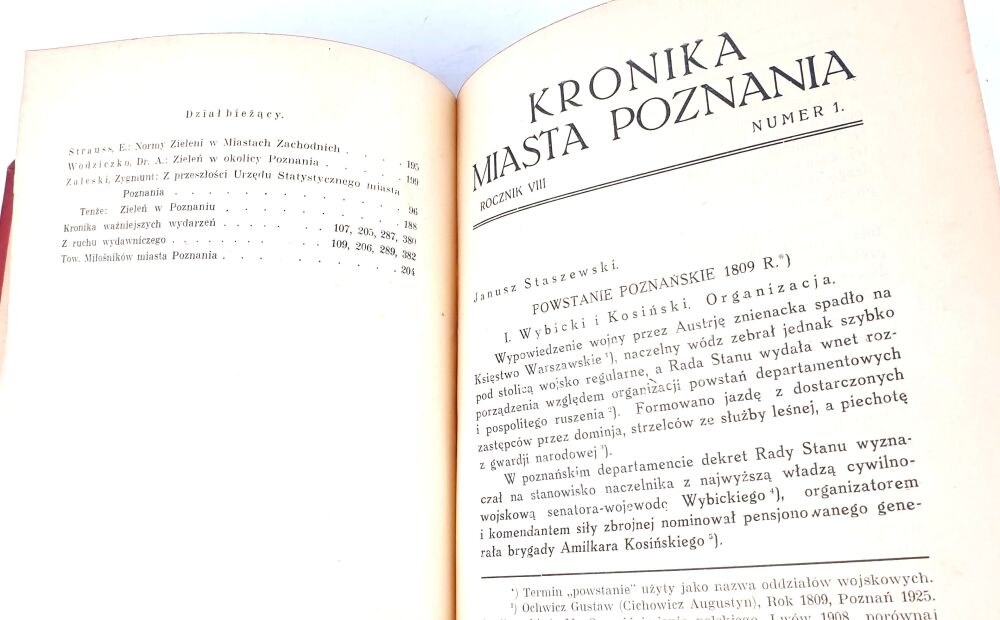 Dział bieżący.
Strauss, E.: Normy Zieleni w Miastach Zachodnich . . . . 195
Wodziczko, Dr. A.: Zieleń w okolicy Poznania . . . . . 199
Zaleski, Zygmunt: Z przeszłości Urzędu Statystycznego miasta
Poznania . . . . . . . . . . . . 96
Tenże: Zieleń w Poznaniu . . . . . . . . . 188
Kronika ważniejszych wydarzeń . . . . . . 107, 205, 287, 380
Z ruchu wydawniczego . . . . . . . . 109, 206, 289, 382
Tow. Miłośników miasta Poznania . . . . . . . . . 204
KRONIKA
MIASTA POZNANIA
ROCZNIK VIII NUMER 1.
Janusz Staszewski.
POWSTANIE POZNAŃSKIE 1809 R.*)
I. Wybicki i Kosiński. Organizacja.
Wypowiedzenie wojny przez Austrję znienacka spadło na
Księstwo Warszawskie ¹), naczelny wódz zebrał jednak szybko
pod stolicą wojsko regularne, a Rada Stanu wydała wnet roz-
porządzenia względem organizacji powstań departamentowych
i pospolitego ruszenia ²). Formowano jazdę z dostarczonych
zastępców przez dominja, strzelców ze służby leśnej, a piechotę
z gwardji narodowej ³).
W poznańskim departamencie dekret Rady Stanu wyzna-
czał na stanowisko naczelnika z najwyższą władzą cywilno-
wojskową senatora-wojewodę Wybickiego ⁴), organizatorem
i komendantem siły zbrojnej nominował pensjonowanego gene-
rała brygady Amilkara Kosińskiego ⁵).
*) Termin „powstanie" użyty jako nazwa oddziałów wojskowych.
¹) Ochwicz Gustaw (Cichowicz Augustyn), Rok 1809, Poznań 1925.
polskiego, Lwów 1908, porównaj